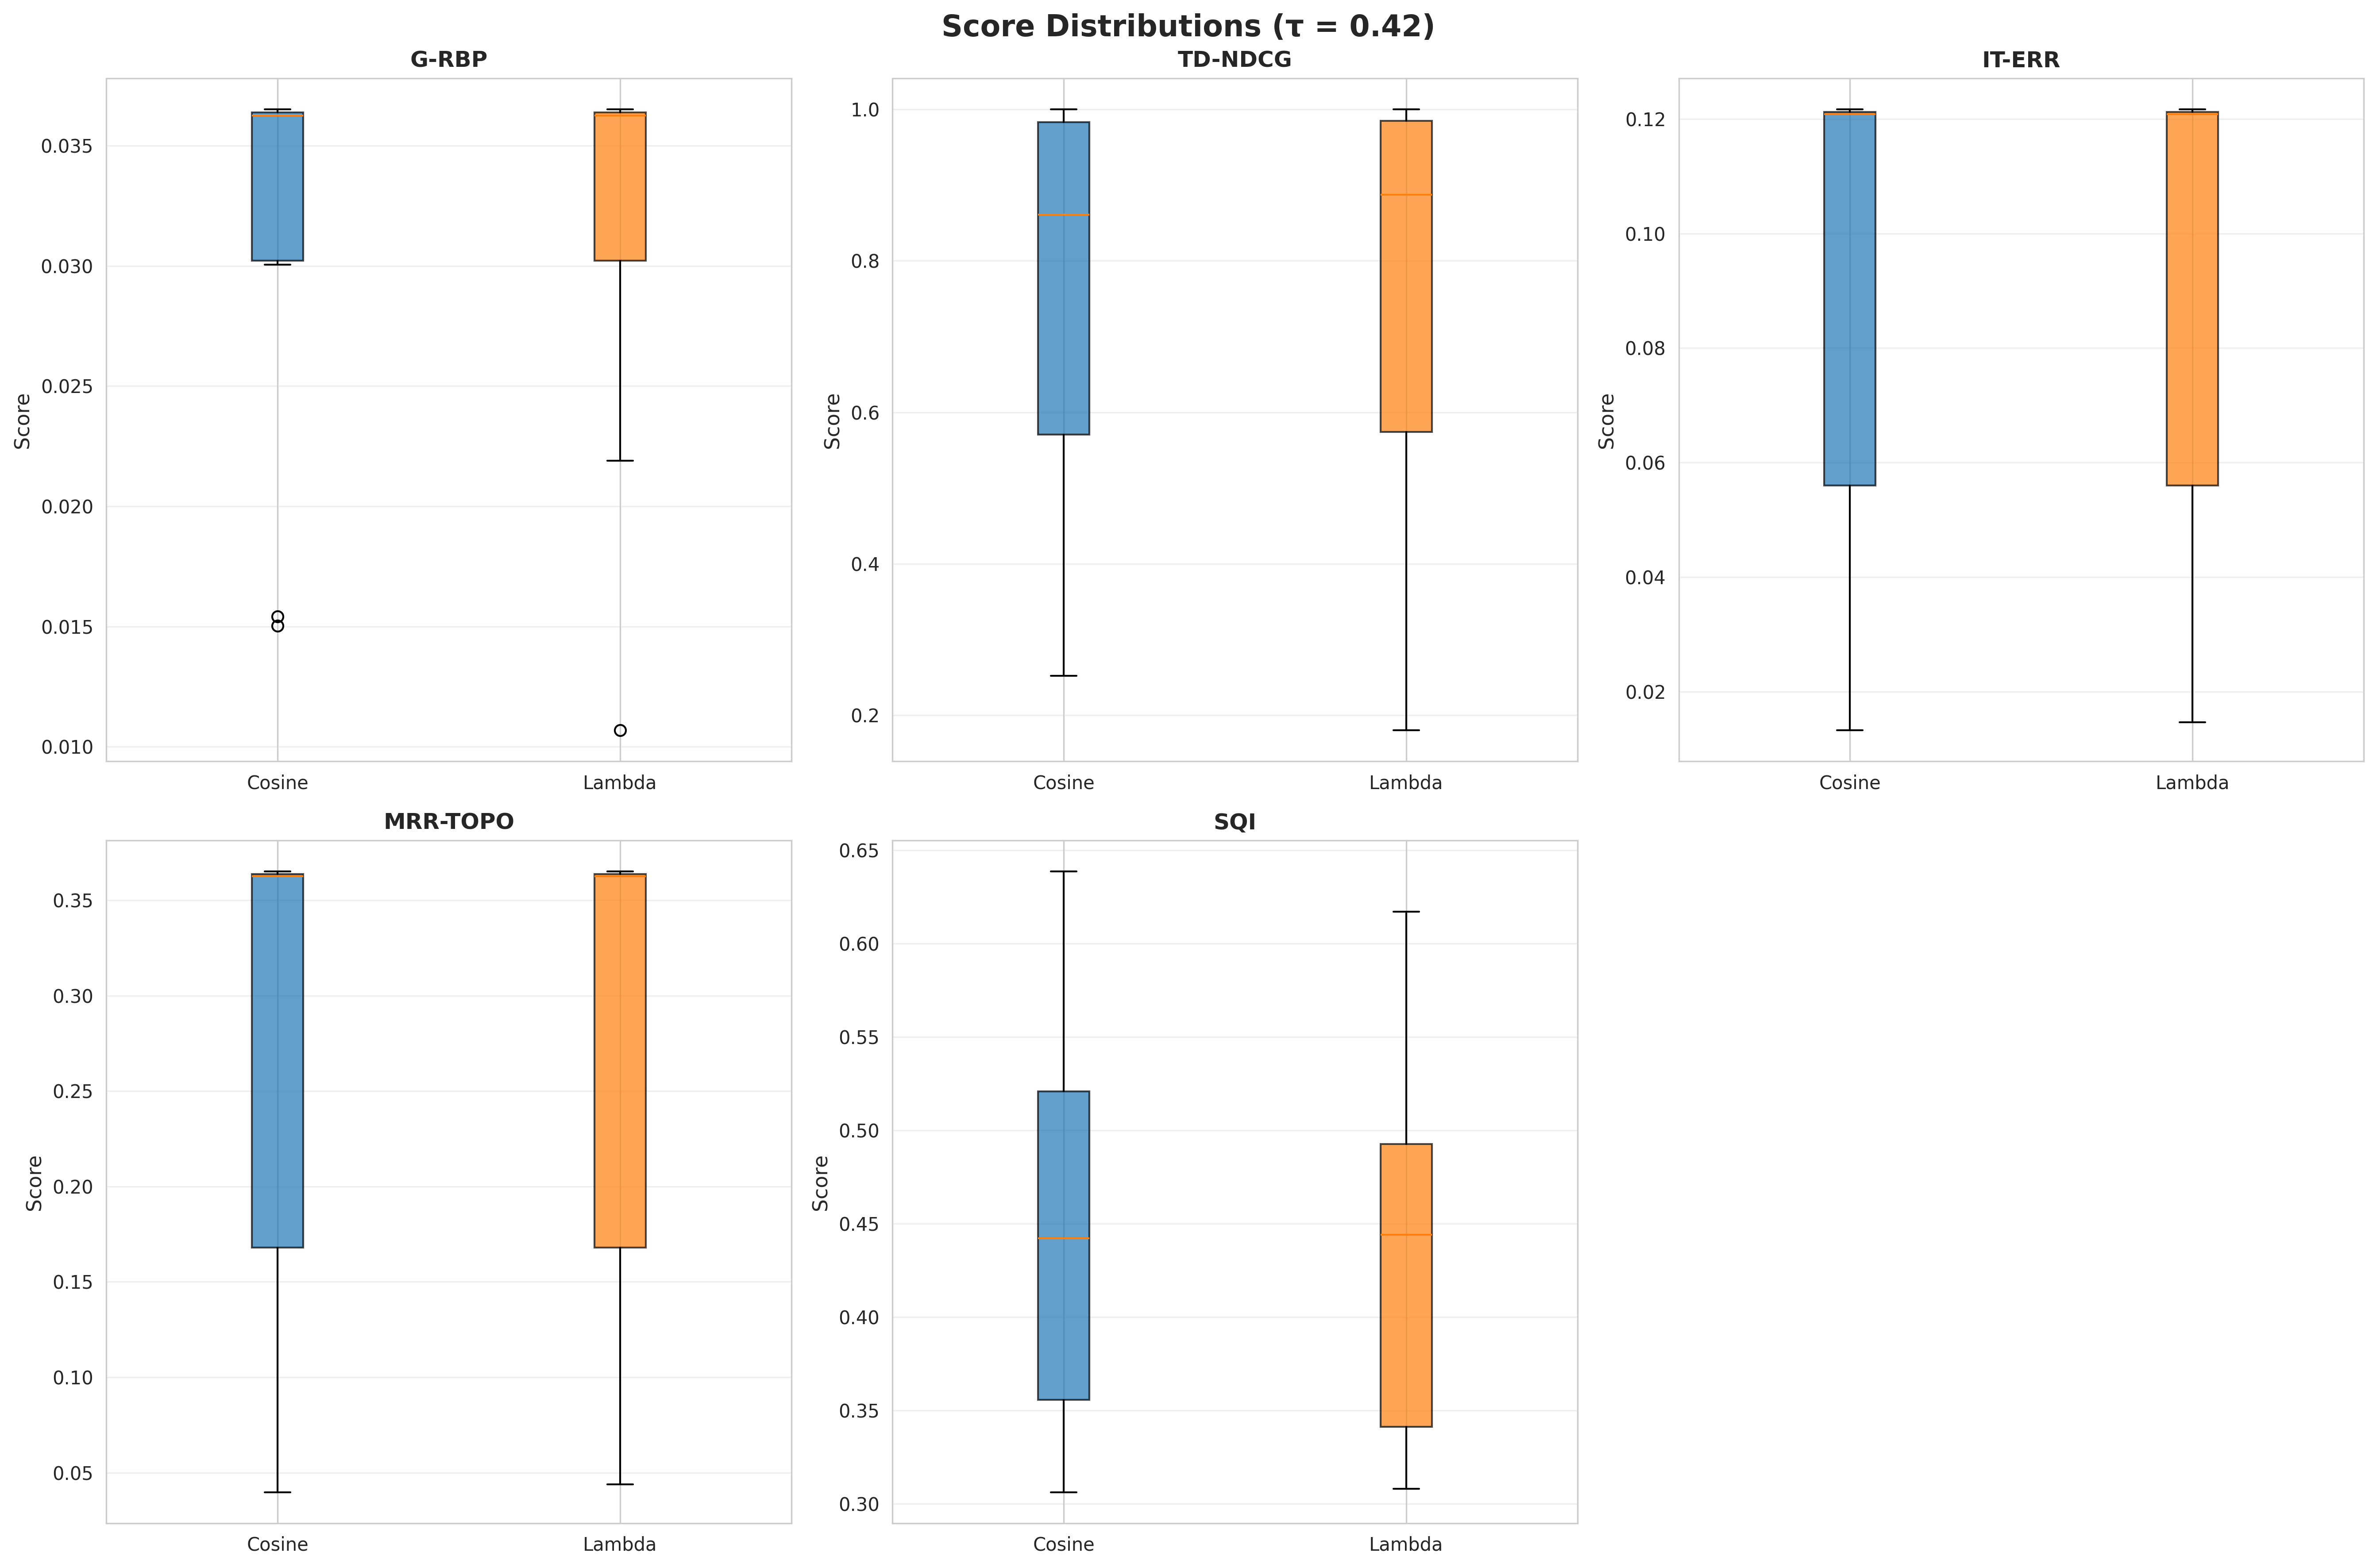 Score Distributions (τ = 0.42)
G-RBP
Score
0.035
0.030
0.025
0.020
0.015
0.010
Cosine Lambda
TD-NDCG
Score
1.0
0.8
0.6
0.4
0.2
Cosine Lambda
IT-ERR
Score
0.12
0.10
0.08
0.06
0.04
0.02
Cosine Lambda
MRR-TOPO
Score
0.35
0.30
0.25
0.20
0.15
0.10
0.05
Cosine Lambda
SQI
Score
0.65
0.60
0.55
0.50
0.45
0.40
0.35
0.30
Cosine Lambda